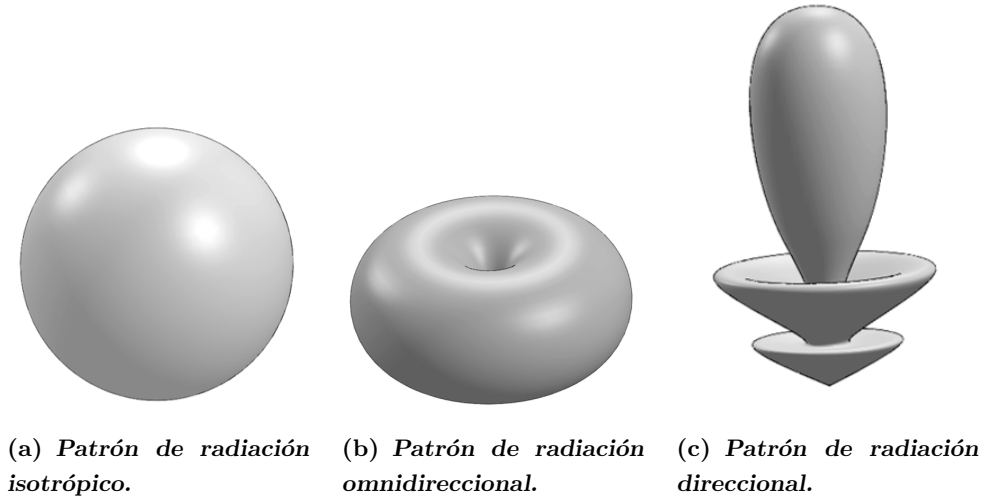 (a) Patrón de radiación
isotrópico.
(b) Patrón de radiación
omnidireccional.
(c) Patrón de radiación
direccional.